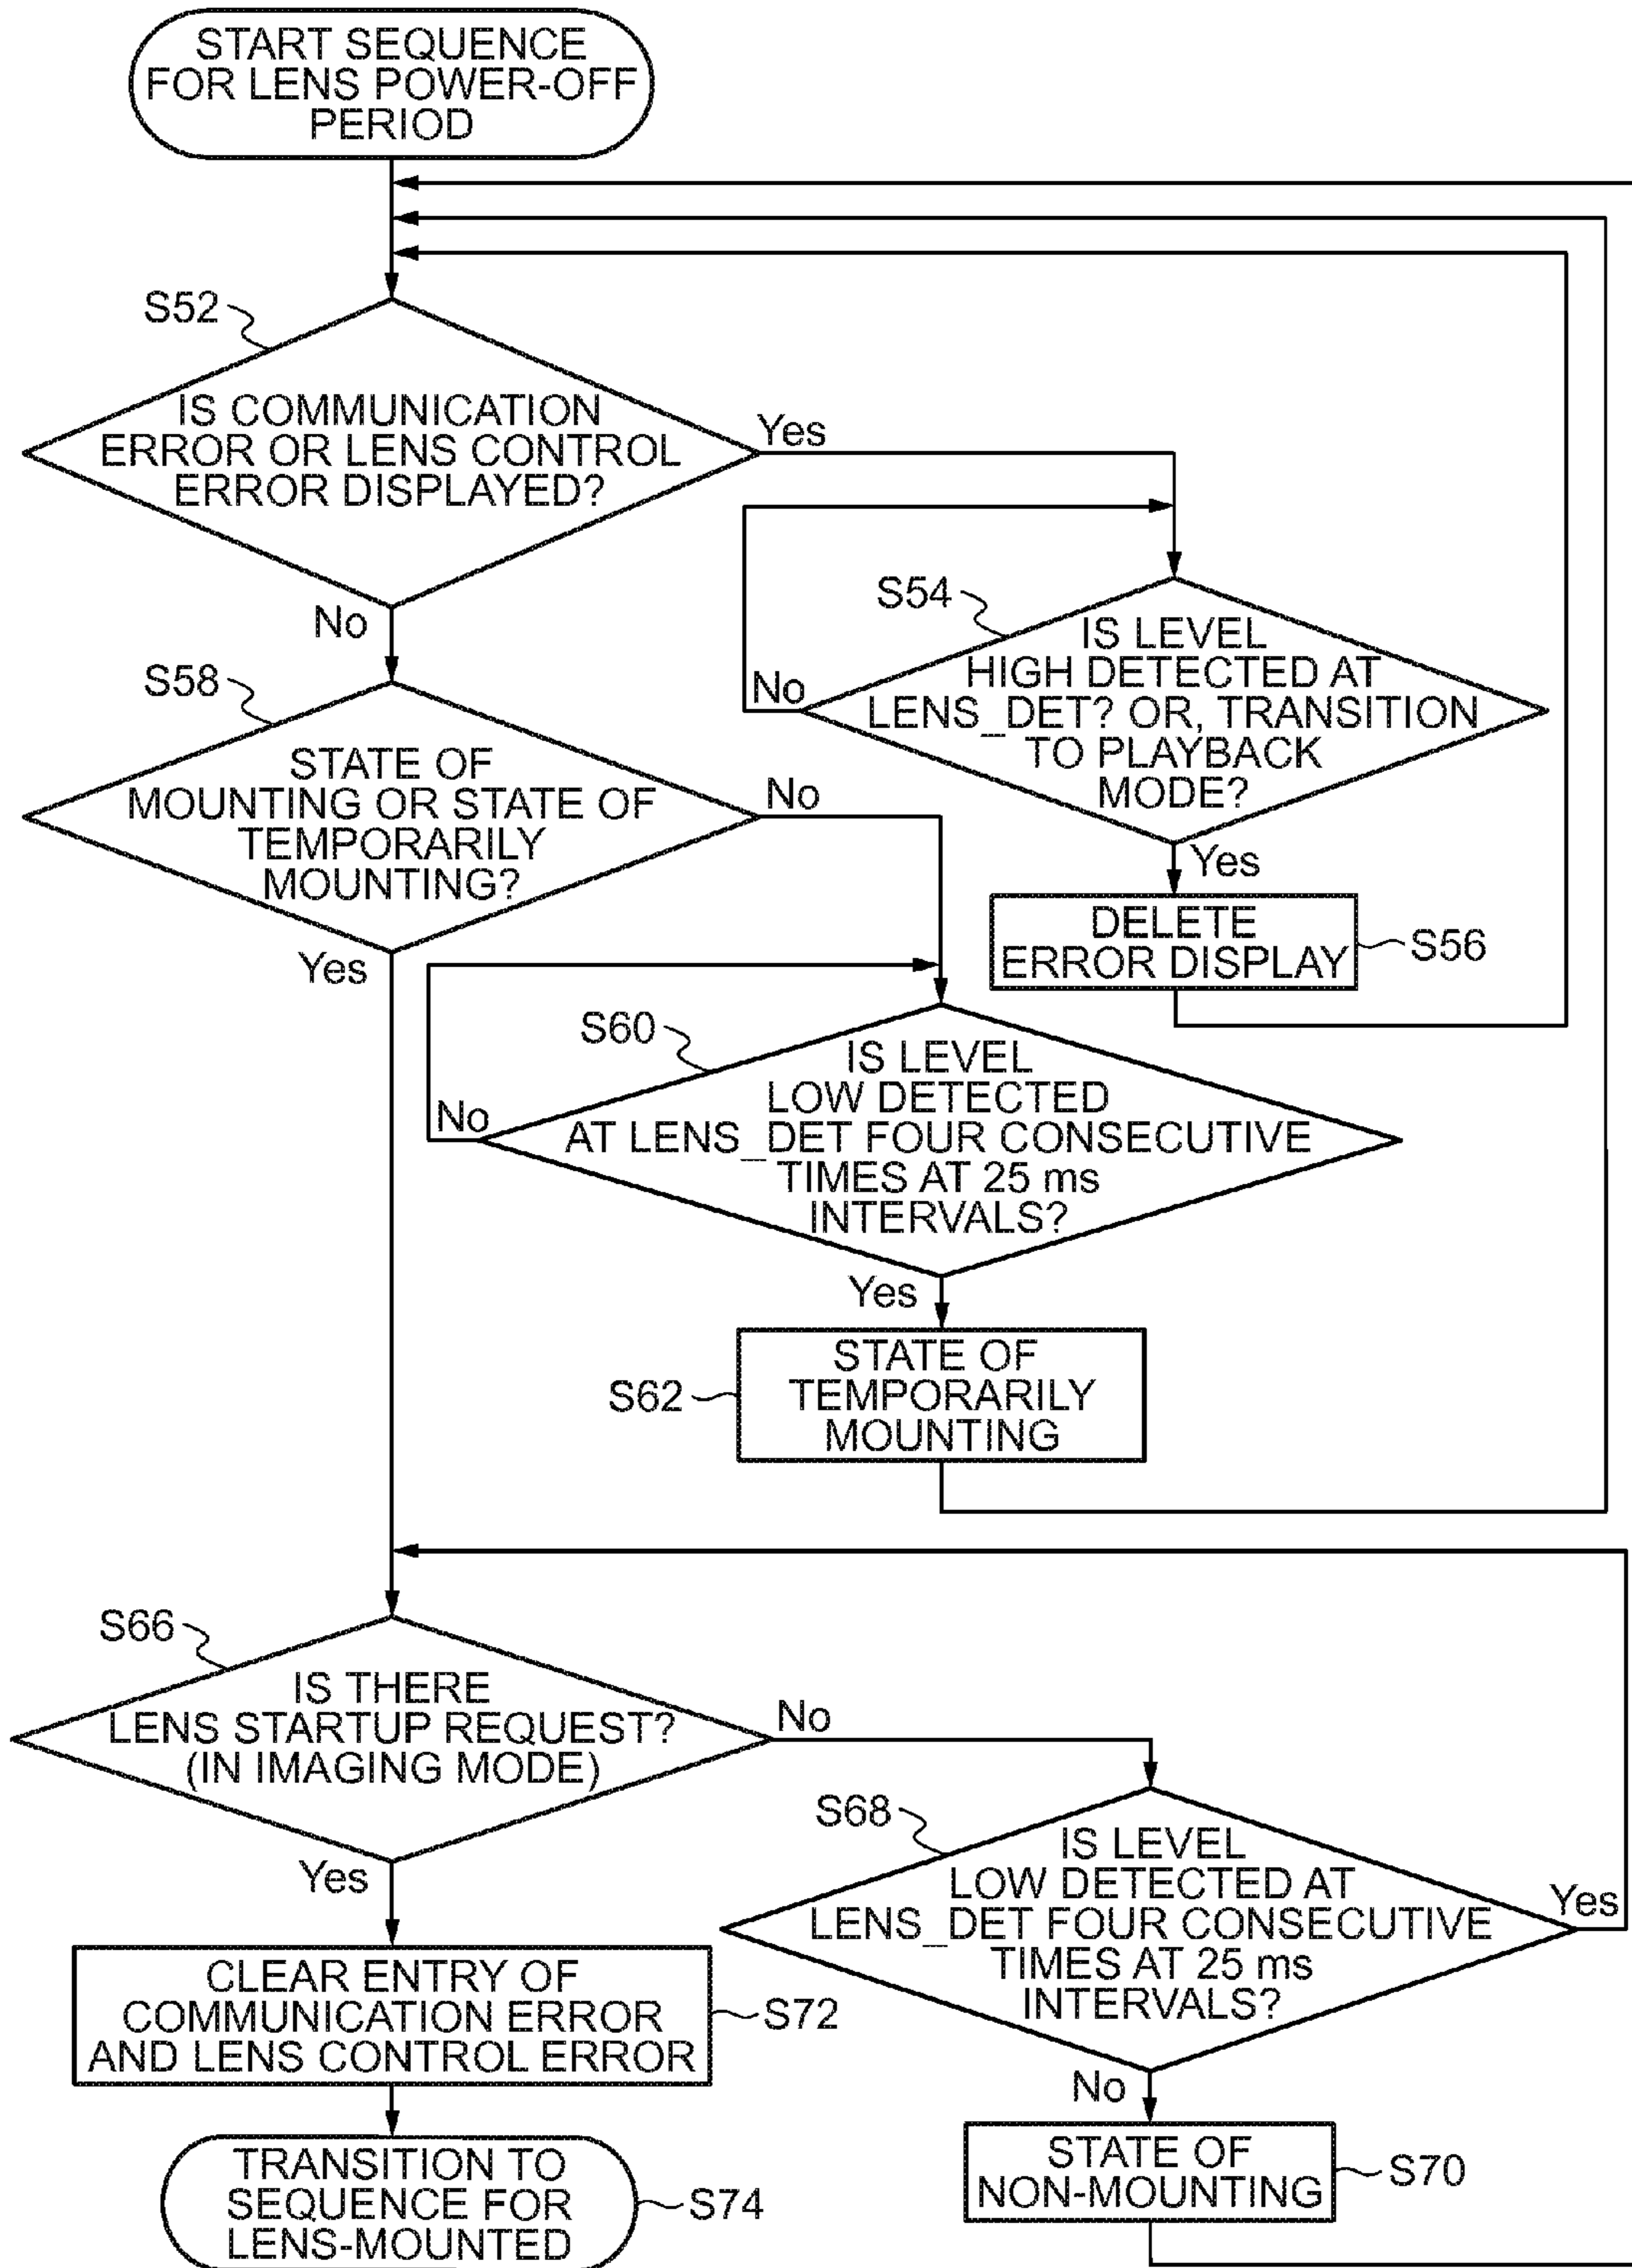 START SEQUENCE
FOR LENS POWER-OFF
PERIOD
S52
IS COMMUNICATION
ERROR OR LENS CONTROL
ERROR DISPLAYED?
Yes
No
S54
IS LEVEL
HIGH DETECTED AT
LENS_DET? OR, TRANSITION
TO PLAYBACK
MODE?
No
Yes
DELETE
ERROR DISPLAY
S56
S58
STATE OF
MOUNTING OR STATE OF
TEMPORARILY
MOUNTING?
No
Yes
S60
IS LEVEL
LOW DETECTED
AT LENS_DET FOUR CONSECUTIVE
TIMES AT 25 ms
INTERVALS?
No
Yes
STATE OF
TEMPORARILY
MOUNTING
S62
S66
IS THERE
LENS STARTUP REQUEST?
(IN IMAGING MODE)
No
Yes
S68
IS LEVEL
LOW DETECTED AT
LENS_DET FOUR CONSECUTIVE
TIMES AT 25 ms
INTERVALS?
Yes
No
STATE OF
NON-MOUNTING
S70
CLEAR ENTRY OF
COMMUNICATION ERROR
AND LENS CONTROL ERROR
S72
TRANSITION TO
SEQUENCE FOR
LENS-MOUNTED
S74